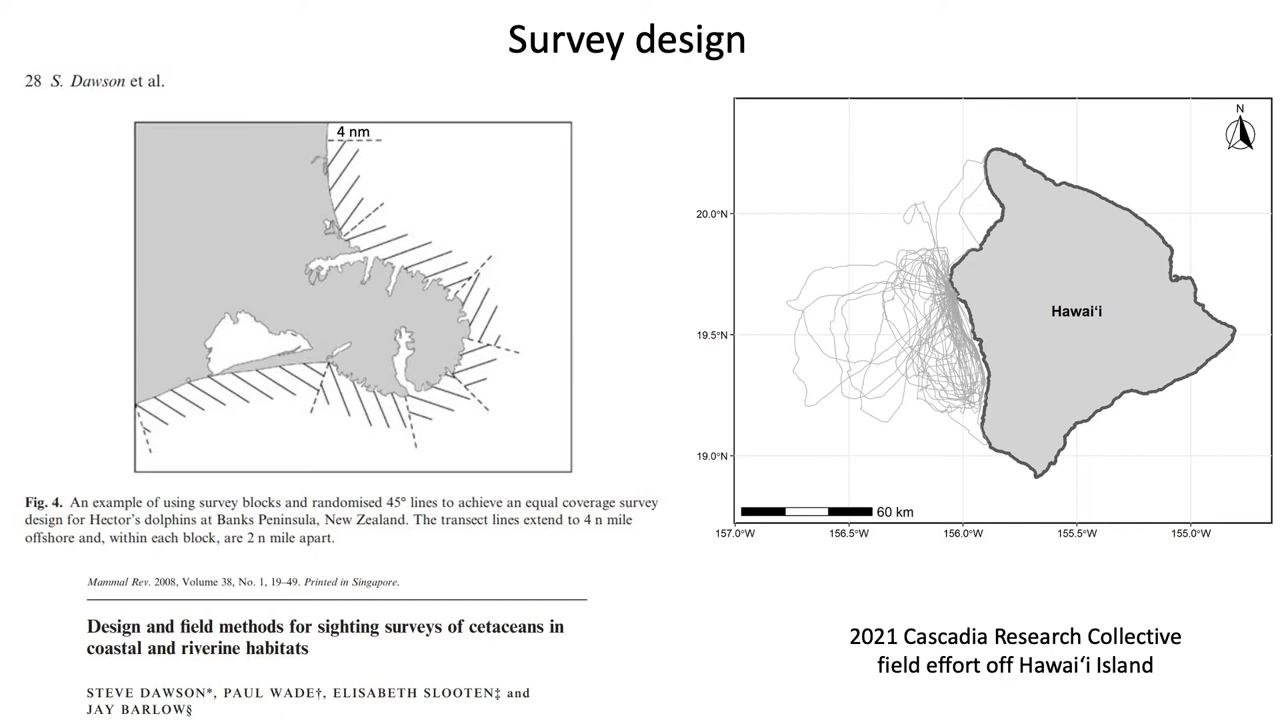 Survey design
28 S. Dawson et al.
4 nm
Fig. 4. An example of using survey blocks and randomised 45° lines to achieve an equal coverage survey
design for Hector's dolphins at Banks Peninsula, New Zealand. The transect lines extend to 4 n mile
offshore and, within each block, are 2 n mile apart.
Mammal Rev. 2008, Volume 38, No. 1, 19–49. Printed in Singapore.
Design and field methods for sighting surveys of cetaceans in
coastal and riverine habitats
STEVE DAWSON*, PAUL WADE†, ELISABETH SLOOTEN‡ and
JAY BARLOW§
N
20.0°N
19.5°N
19.0°N
Hawaiʻi
60 km
157.0°W 156.5°W 156.0°W 155.5°W 155.0°W
2021 Cascadia Research Collective
field effort off Hawaiʻi Island